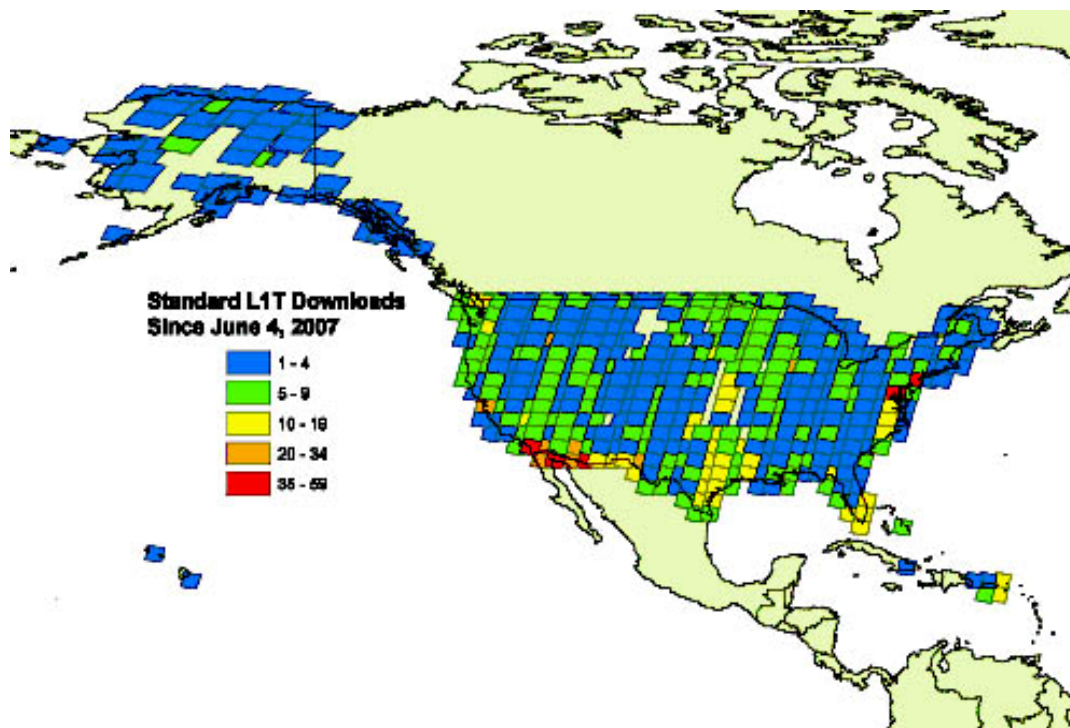 Standard L1T Downloads
Since June 4, 2007
1 - 4
5 - 9
10 - 19
20 - 34
35 - 59